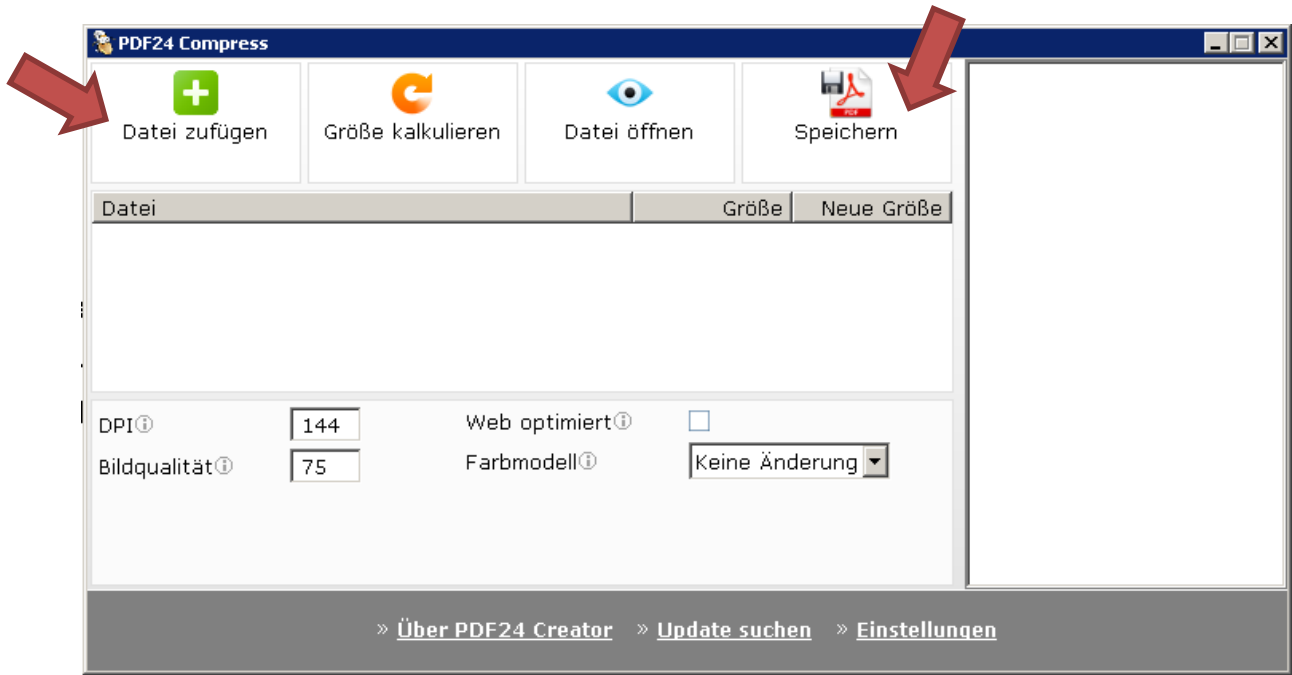 PDF24 Compress
Datei zufügen
Größe kalkulieren
Datei öffnen
PDF
Speichern
Datei Größe Neue Größe
DPI 144 Web optimiert
Bildqualität 75 Farbmodell Keine Änderung
» Über PDF24 Creator » Update suchen » Einstellungen